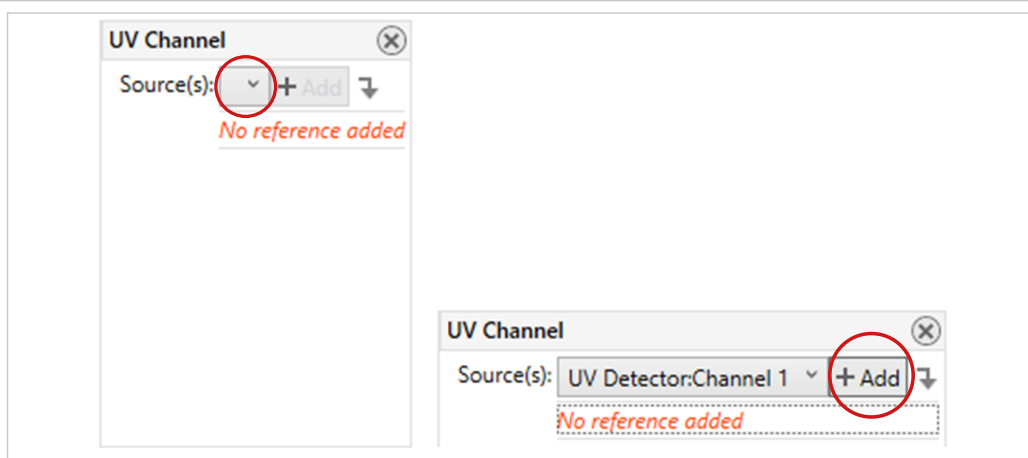 UV Channel
Source(s): + Add
No reference added
UV Channel
Source(s): UV Detector:Channel 1 + Add
No reference added